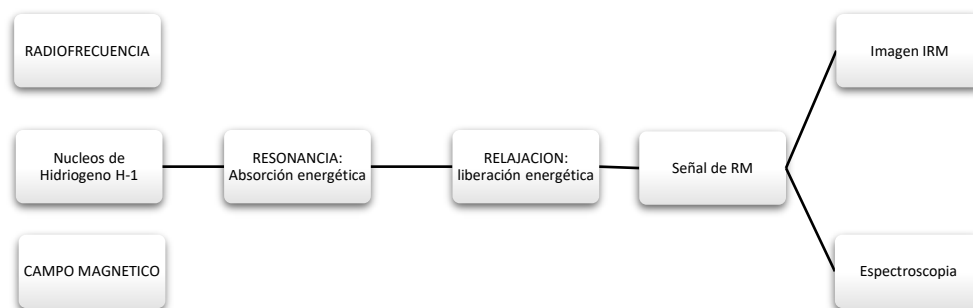 RADIOFRECUENCIA
Imagen IRM
Nucleos de
Hidriogeno H-1
RESONANCIA:
Absorción energética
RELAJACION:
liberación energética
Señal de RM
CAMPO MAGNETICO
Espectroscopia